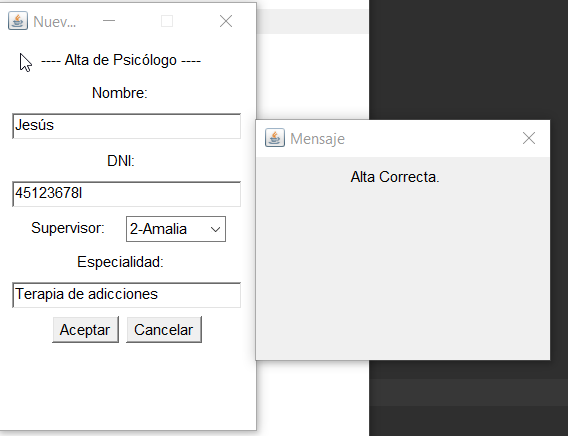 Nuev...
---- Alta de Psicólogo ----
Nombre:
Jesús
DNI:
45123678l
Supervisor: 2-Amalia
Especialidad:
Terapia de adicciones
Aceptar Cancelar
Mensaje
Alta Correcta.